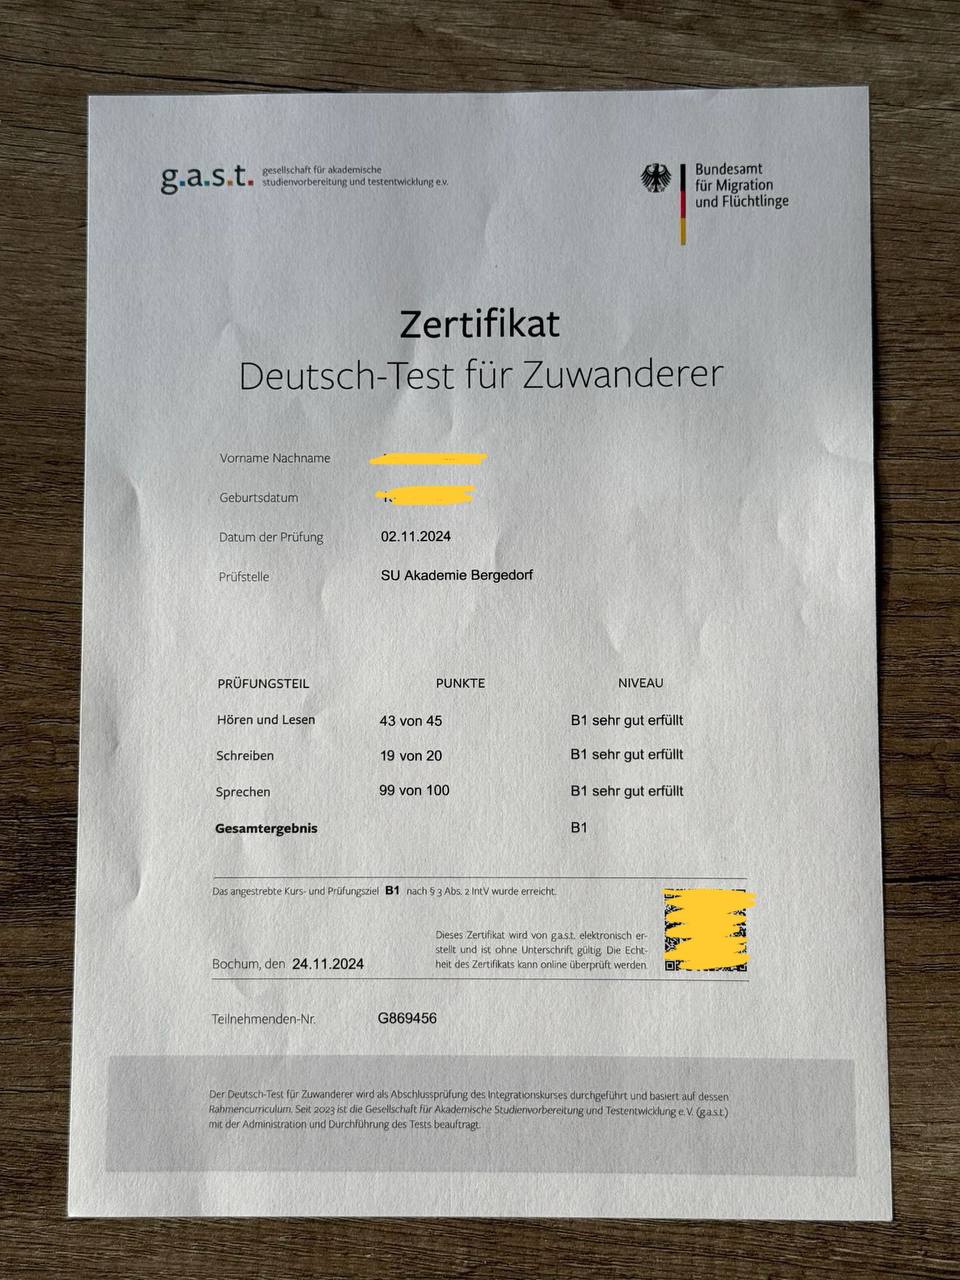 g.a.s.t. gesellschaft für akademische
studienvorbereitung und testentwicklung e.v.
Bundesamt
für Migration
und Flüchtlinge
Zertifikat
Deutsch-Test für Zuwanderer
Vorname Nachname
Geburtsdatum
Datum der Prüfung 02.11.2024
Prüfstelle SU Akademie Bergedorf
PRÜFUNGSTEIL PUNKTE NIVEAU
Hören und Lesen 43 von 45 B1 sehr gut erfüllt
Schreiben 19 von 20 B1 sehr gut erfüllt
Sprechen 99 von 100 B1 sehr gut erfüllt
Gesamtergebnis B1
Das angestrebte Kurs- und Prüfungsziel B1 nach § 3 Abs. 2 IntV wurde erreicht.
Dieses Zertifikat wird von g.a.s.t. elektronisch er-
stellt und ist ohne Unterschrift gültig. Die Echt-
heit des Zertifikats kann online überprüft werden.
Bochum, den 24.11.2024
Teilnehmenden-Nr. G869456
Der Deutsch-Test für Zuwanderer wird als Abschlussprüfung des Integrationskurses durchgeführt und basiert auf dessen
Rahmencurriculum. Seit 2023 ist die Gesellschaft für Akademische Studienvorbereitung und Testentwicklung e.V. (g.a.s.t.)
mit der Administration und Durchführung des Tests beauftragt.